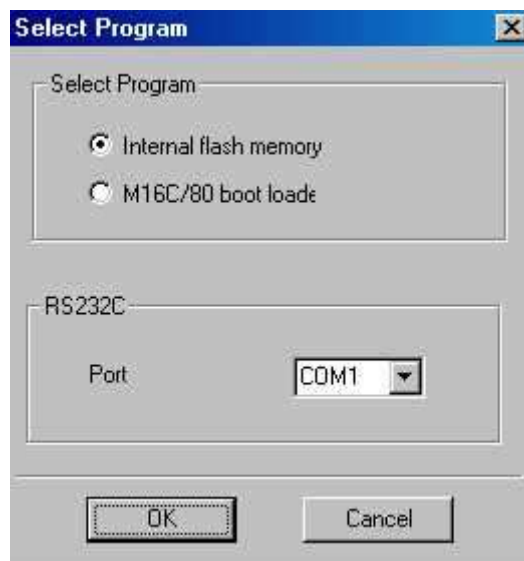 Select Program
Select Program
Internal flash memory
M16C/80 boot loade
RS232C
Port
COM1
OK
Cancel